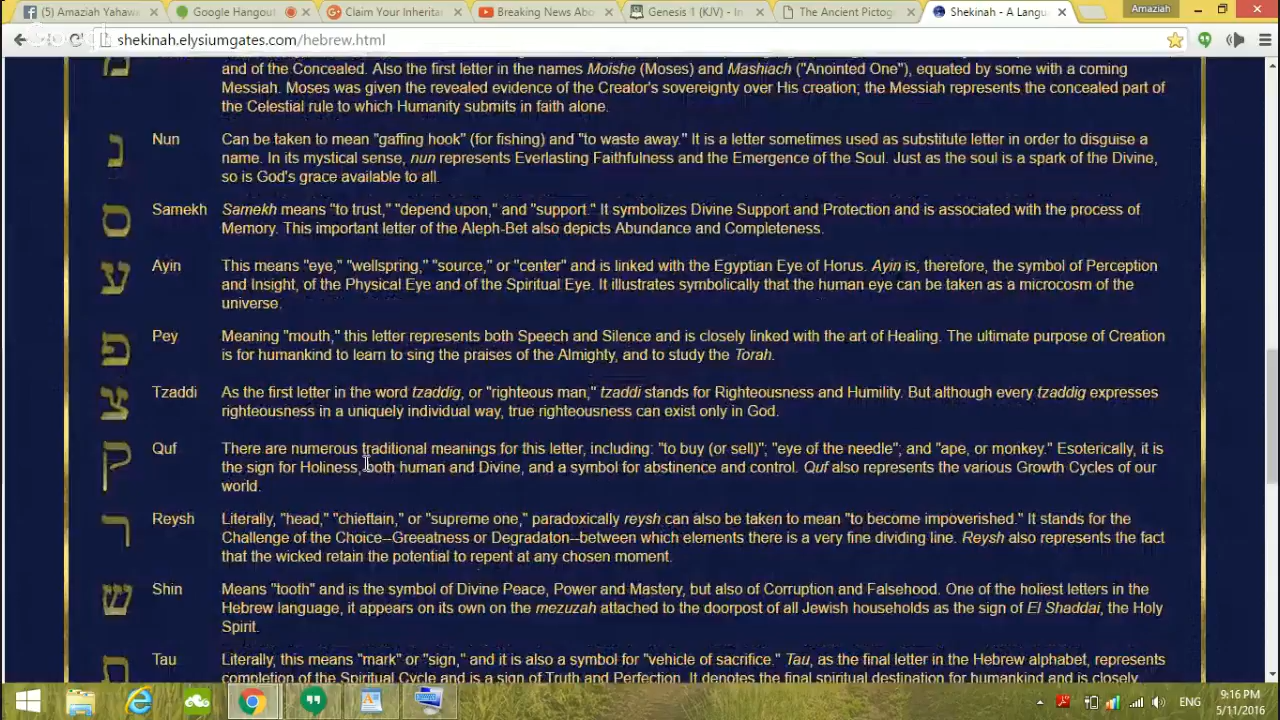 (5) Amaziah Yahaw
Google Hangout
Claim Your Inheritan
Breaking News Abo
Genesis 1 (KJV) - In
The Ancient Pictog
Shekinah - A Langu
Amaziah
shekinah.elysiumgates.com/hebrew.html
מ
and of the Concealed. Also the first letter in the names Moishe (Moses) and Mashiach ("Anointed One"), equated by some with a coming
Messiah. Moses was given the revealed evidence of the Creator's sovereignty over His creation; the Messiah represents the concealed part of
the Celestial rule to which Humanity submits in faith alone.
נ
Nun
Can be taken to mean "gaffing hook" (for fishing) and "to waste away." It is a letter sometimes used as substitute letter in order to disguise a
name. In its mystical sense, nun represents Everlasting Faithfulness and the Emergence of the Soul. Just as the soul is a spark of the Divine,
so is God's grace available to all.
ס
Samekh
Samekh means "to trust," "depend upon," and "support." It symbolizes Divine Support and Protection and is associated with the process of
Memory. This important letter of the Aleph-Bet also depicts Abundance and Completeness.
ע
Ayin
This means "eye," "wellspring," "source," or "center" and is linked with the Egyptian Eye of Horus. Ayin is, therefore, the symbol of Perception
and Insight, of the Physical Eye and of the Spiritual Eye. It illustrates symbolically that the human eye can be taken as a microcosm of the
universe.
פ
Pey
Meaning "mouth," this letter represents both Speech and Silence and is closely linked with the art of Healing. The ultimate purpose of Creation
is for humankind to learn to sing the praises of the Almighty, and to study the Torah.
צ
Tzaddi
As the first letter in the word tzaddig, or "righteous man," tzaddi stands for Righteousness and Humility. But although every tzaddig expresses
righteousness in a uniquely individual way, true righteousness can exist only in God.
ק
Quf
There are numerous traditional meanings for this letter, including: "to buy (or sell)"; "eye of the needle"; and "ape, or monkey." Esoterically, it is
the sign for Holiness, both human and Divine, and a symbol for abstinence and control. Quf also represents the various Growth Cycles of our
world.
ר
Reysh
Literally, "head," "chieftain," or "supreme one," paradoxically reysh can also be taken to mean "to become impoverished." It stands for the
Challenge of the Choice--Greeatness or Degradaton--between which elements there is a very fine dividing line. Reysh also represents the fact
that the wicked retain the potential to repent at any chosen moment.
ש
Shin
Means "tooth" and is the symbol of Divine Peace, Power and Mastery, but also of Corruption and Falsehood. One of the holiest letters in the
Hebrew language, it appears on its own on the mezuzah attached to the doorpost of all Jewish households as the sign of El Shaddai, the Holy
Spirit.
ת
Tau
Literally, this means "mark" or "sign," and it is also a symbol for "vehicle of sacrifice." Tau, as the final letter in the Hebrew alphabet, represents
completion of the Spiritual Cycle and is a sign of Truth and Perfection. It denotes the final spiritual destination for humankind and is closely
ENG
9:16 PM
5/11/2016